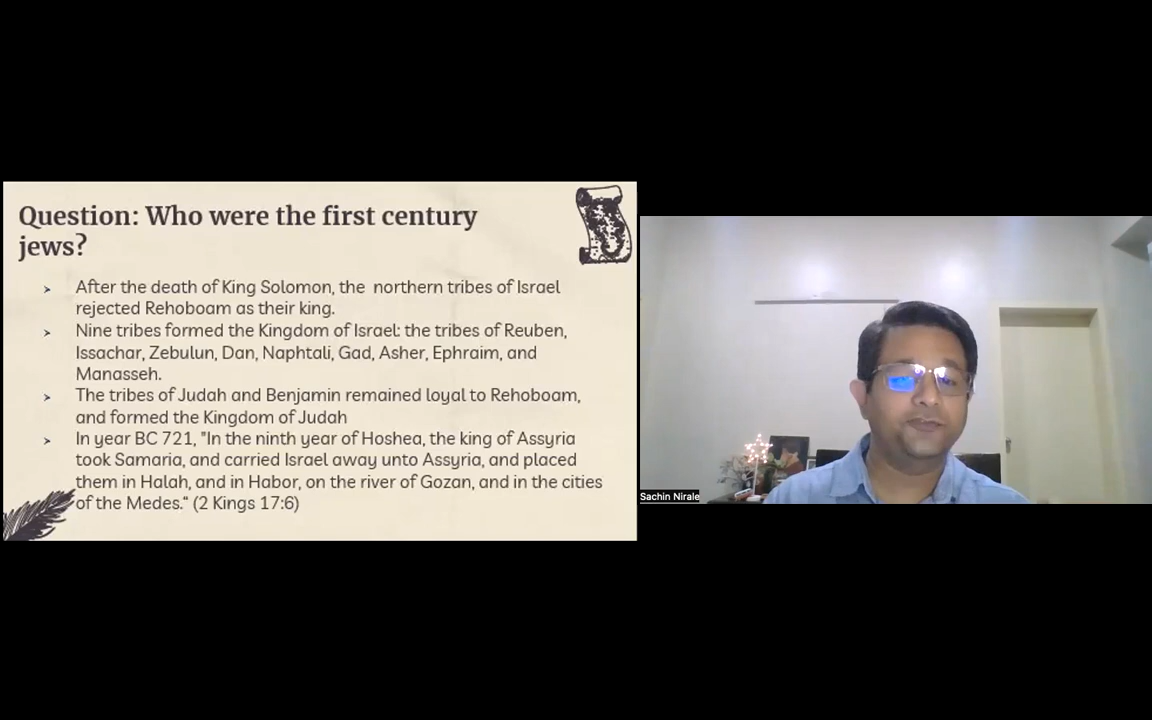 Question: Who were the first century
jews?
➢ After the death of King Solomon, the  northern tribes of Israel
rejected Rehoboam as their king.
➢ Nine tribes formed the Kingdom of Israel: the tribes of Reuben,
Issachar, Zebulun, Dan, Naphtali, Gad, Asher, Ephraim, and
Manasseh.
➢ The tribes of Judah and Benjamin remained loyal to Rehoboam,
and formed the Kingdom of Judah
➢ In year BC 721, "In the ninth year of Hoshea, the king of Assyria
took Samaria, and carried Israel away unto Assyria, and placed
them in Halah, and in Habor, on the river of Gozan, and in the cities
of the Medes.“ (2 Kings 17:6)
Sachin Nirale